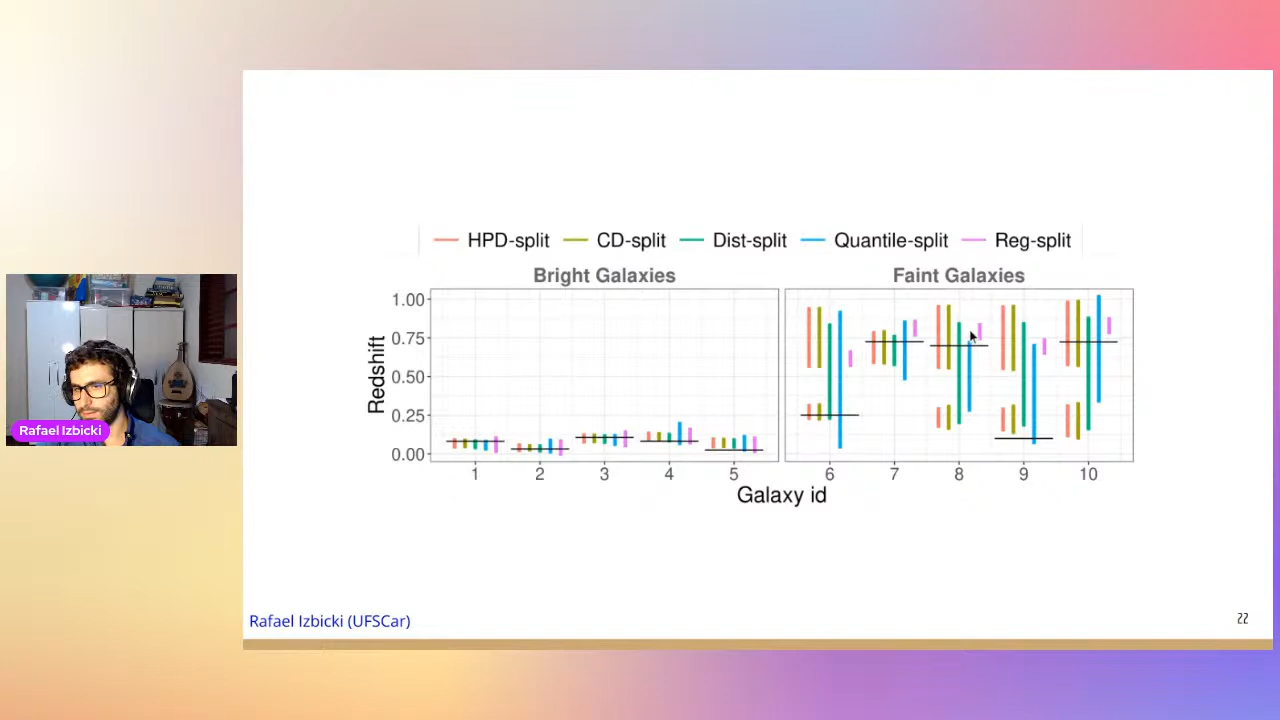 HPD-split CD-split Dist-split Quantile-split Reg-split
Bright Galaxies Faint Galaxies
1.00
0.75
0.50
0.25
0.00
Redshift
1 2 3 4 5 6 7 8 9 10
Galaxy id
Rafael Izbicki
Rafael Izbicki (UFSCar)
22